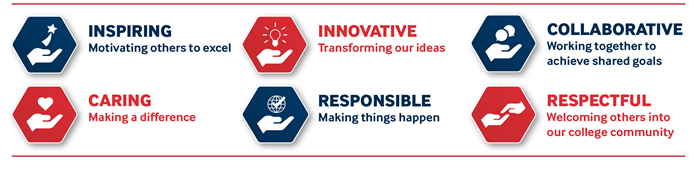 INSPIRING
Motivating others to excel
INNOVATIVE
Transforming our ideas
COLLABORATIVE
Working together to
achieve shared goals
CARING
Making a difference
RESPONSIBLE
Making things happen
RESPECTFUL
Welcoming others into
our college community